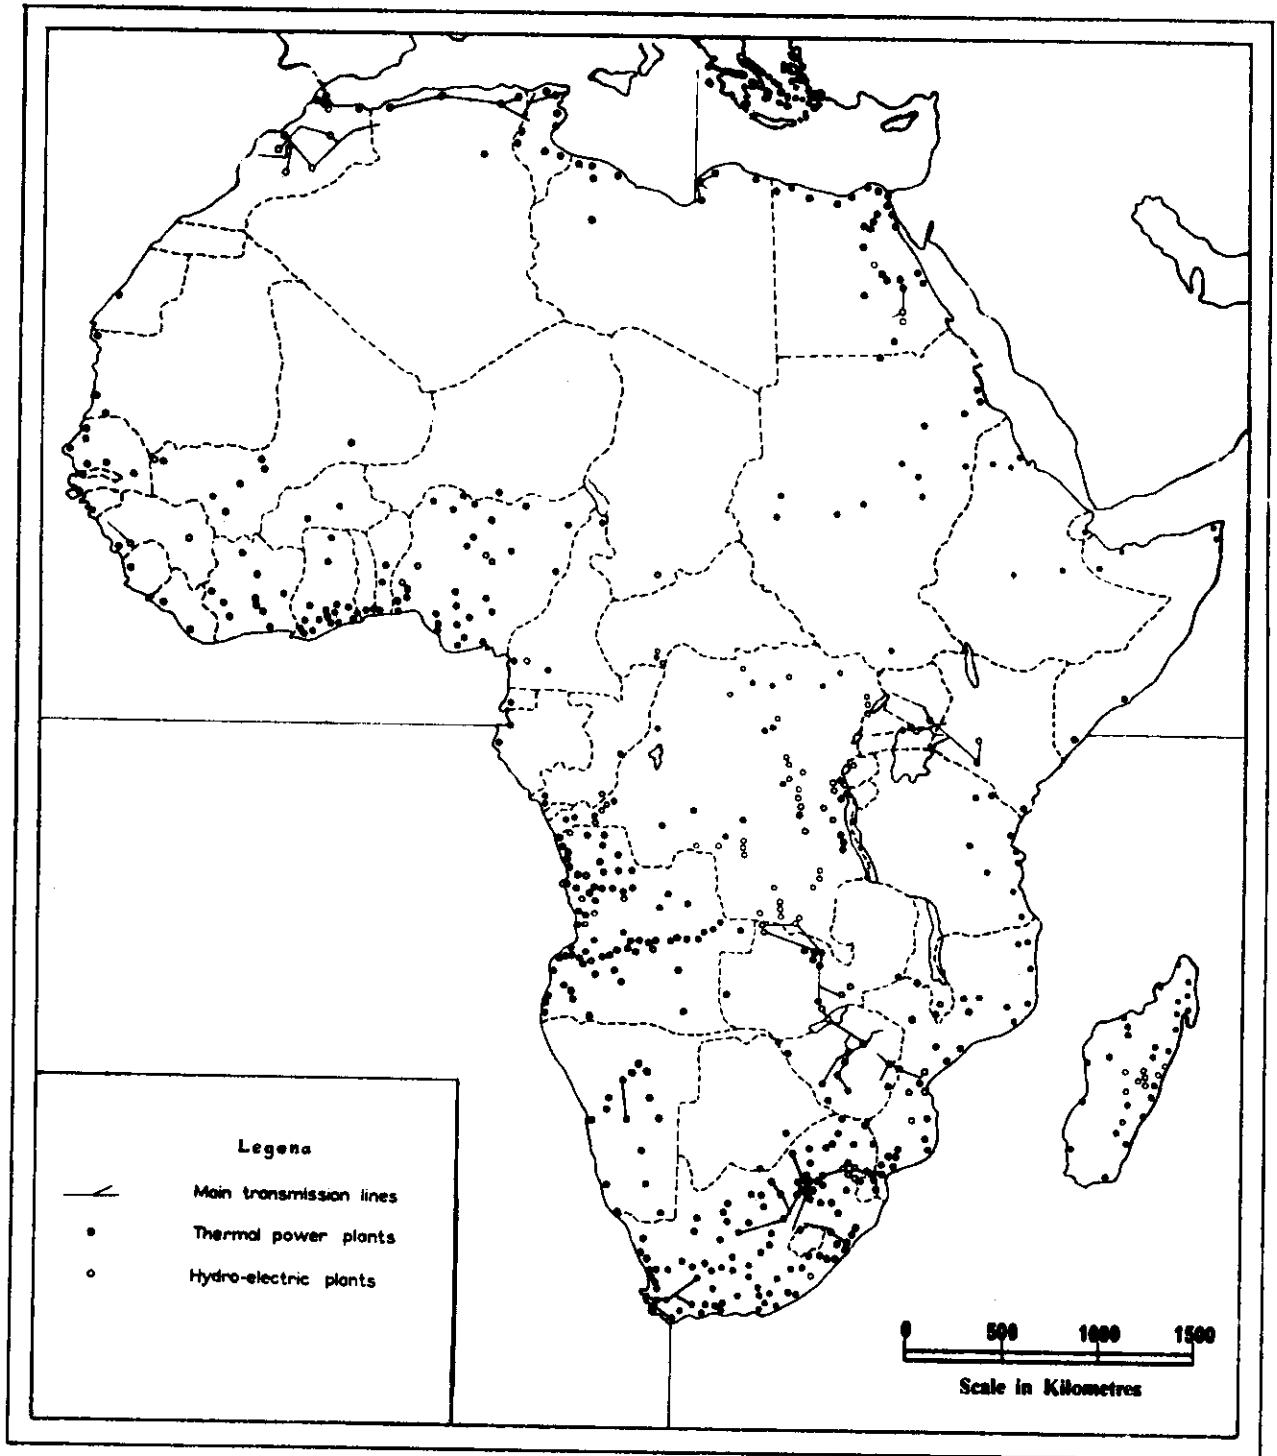 Legena
Main transmission lines
Thermal power plants
Hydro-electric plants
0 500 1000 1500
Scale in Kilometres